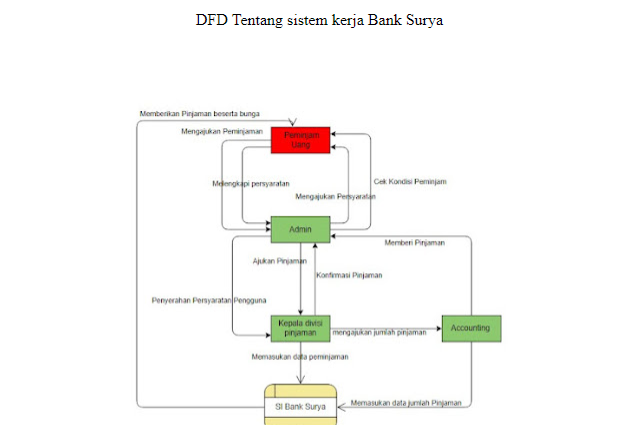 DFD Tentang sistem kerja Bank Surya
Memberikan Pinjaman beserta bunga
Mengajukan Peminjaman
Peminjam
Uang
Melengkapi persyaratan
Cek Kondisi Peminjam
Mengajukan Persyaratan
Admin
Memberi Pinjaman
Ajukan Pinjaman
Konfirmasi Pinjaman
Penyerahan Persyaratan Pengguna
Kepala divisi
pinjaman
mengajukan jumlah pinjaman
Accounting
Memasukan data peminjaman
SI Bank Surya
Memasukan data jumlah Pinjaman